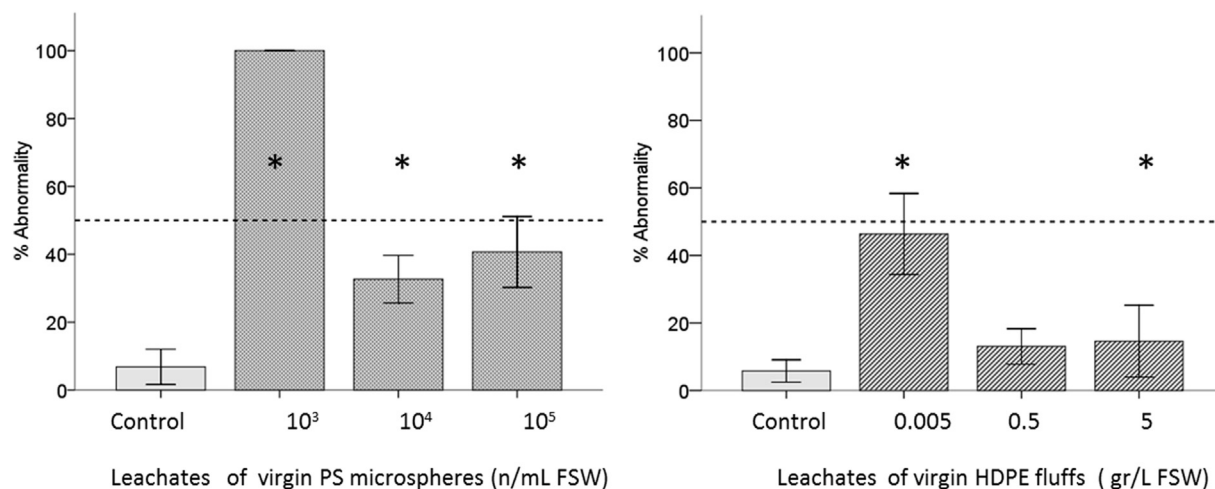 % Abnormality
100
80
60
40
20
0
* * *
Control 10³ 10⁴ 10⁵
Leachates of virgin PS microspheres (n/mL FSW)
% Abnormality
100
80
60
40
20
0
* *
Control 0.005 0.5 5
Leachates of virgin HDPE fluffs ( gr/L FSW)